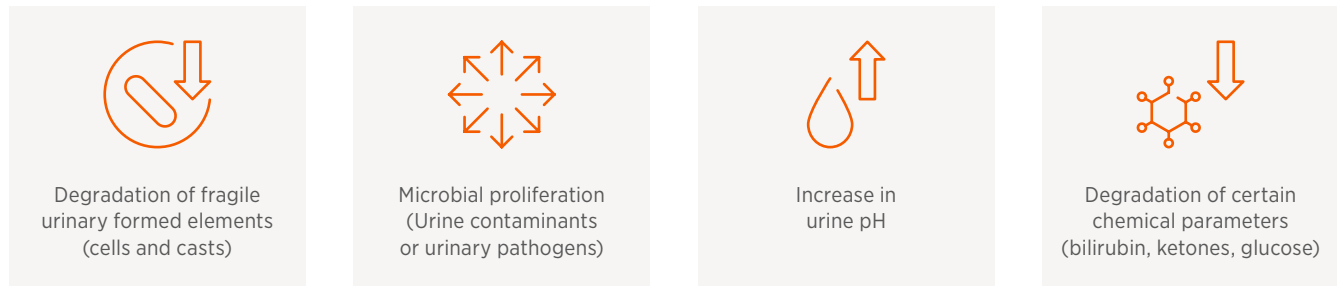 Degradation of fragile
urinary formed elements
(cells and casts)
Microbial proliferation
(Urine contaminants
or urinary pathogens)
Increase in
urine pH
Degradation of certain
chemical parameters
(bilirubin, ketones, glucose)